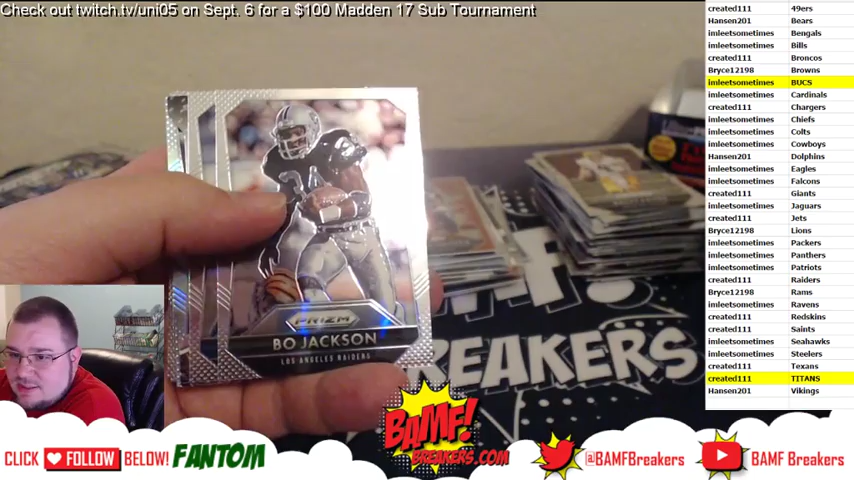 Check out twitch.tv/uni05 on Sept. 6 for a $100 Madden 17 Sub Tournament
created111 49ers
Hansen201 Bears
imleetsometimes Bengals
imleetsometimes Bills
created111 Broncos
Bryce12198 Browns
imleetsometimes BUCS
imleetsometimes Cardinals
created111 Chargers
imleetsometimes Chiefs
imleetsometimes Colts
imleetsometimes Cowboys
Hansen201 Dolphins
imleetsometimes Eagles
imleetsometimes Falcons
created111 Giants
imleetsometimes Jaguars
created111 Jets
Bryce12198 Lions
imleetsometimes Packers
imleetsometimes Panthers
imleetsometimes Patriots
created111 Raiders
Bryce12198 Rams
imleetsometimes Ravens
created111 Redskins
created111 Saints
imleetsometimes Seahawks
imleetsometimes Steelers
created111 Texans
created111 TITANS
Hansen201 Vikings
34
PRIZM
BO JACKSON
LOS ANGELES RAIDERS
BREAKERS
CLICK FOLLOW BELOW! FANTOM
BAMF!
BREAKERS.COM
@BAMFBreakers
BAMF Breakers